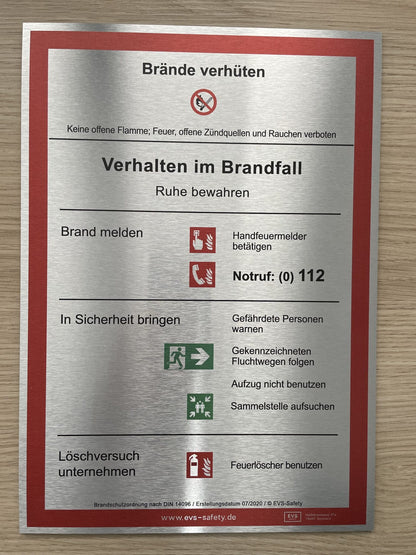 Brände verhüten
Keine offene Flamme; Feuer, offene Zündquellen und Rauchen verboten
Verhalten im Brandfall
Ruhe bewahren
Brand melden
Handfeuermelder
betätigen
Notruf: (0) 112
In Sicherheit bringen
Gefährdete Personen
warnen
Gekennzeichneten
Fluchtwegen folgen
Aufzug nicht benutzen
Sammelstelle aufsuchen
Löschversuch
unternehmen
Feuerlöscher benutzen
Brandschutzordnung nach DIN 14096 / Erstellungsdatum 07/2020 / © EVS-Safety
www.evs-safety.de
EVS